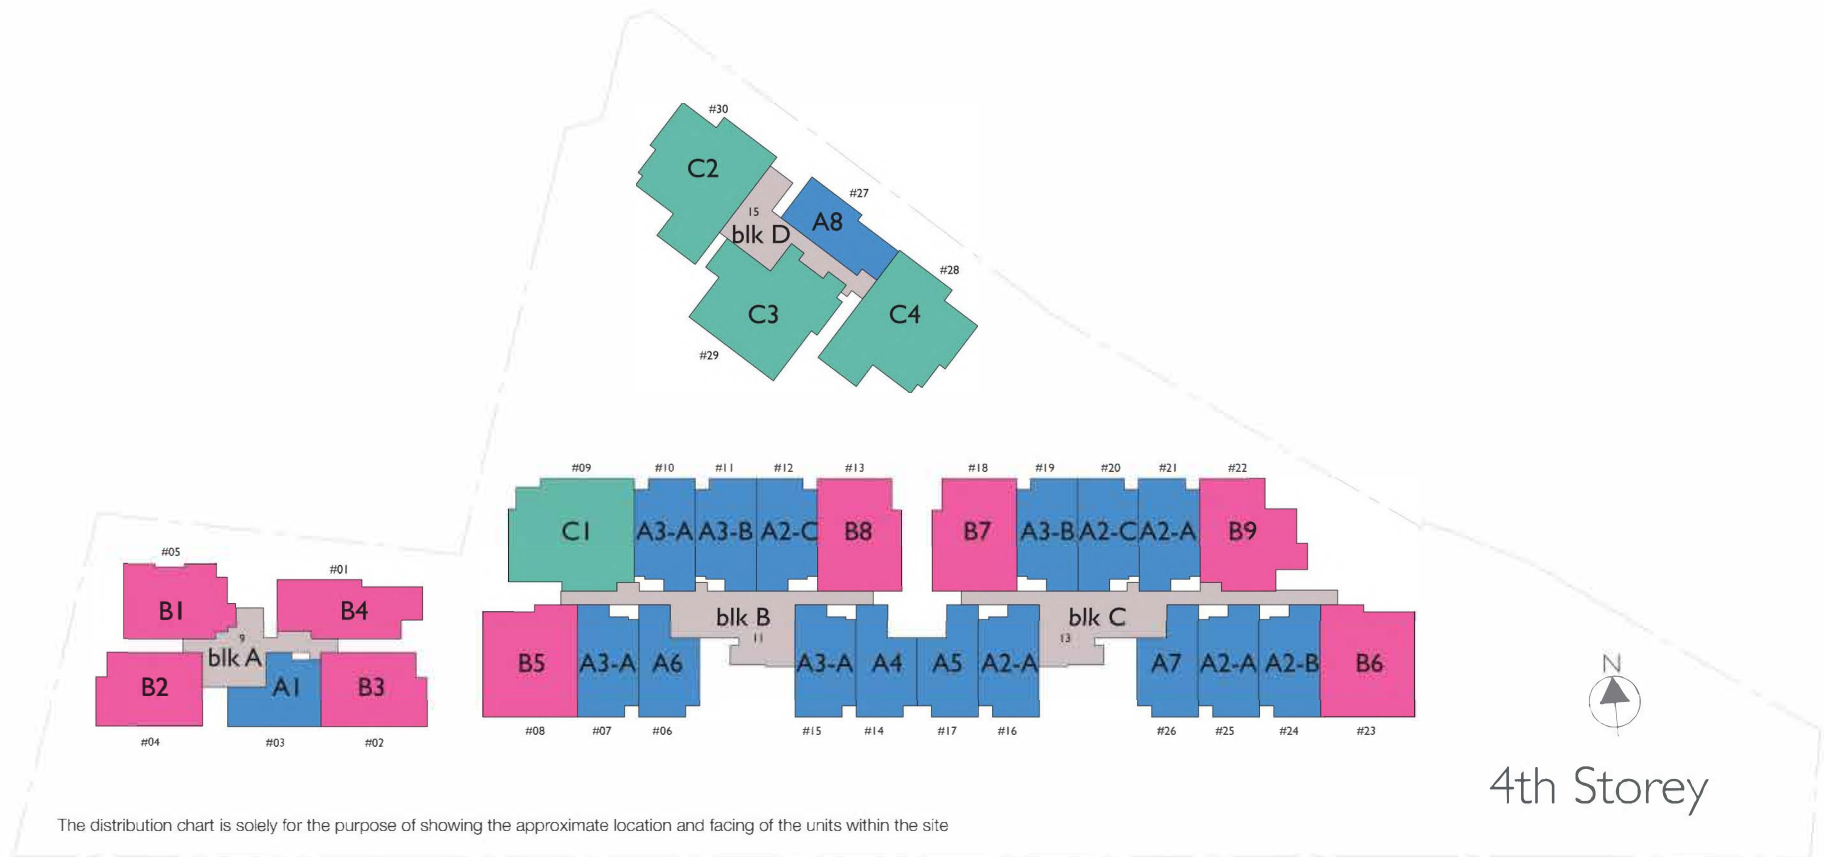 #30
C2
#27
15
A8
blk D
#28
C3
C4
#29
#09 #10 #11 #12 #13 #18 #19 #20 #21 #22
C1 A3-A A3-B A2-C B8 B7 A3-B A2-C A2-A B9
#05
#01
B1 B4
9
blk A
B2 A1 B3
#04 #03 #02
blk B blk C
11 13
B5 A3-A A6 A3-A A4 A5 A2-A A7 A2-A A2-B B6
#08 #07 #06 #15 #14 #17 #16 #26 #25 #24 #23
N
4th Storey
The distribution chart is solely for the purpose of showing the approximate location and facing of the units within the site